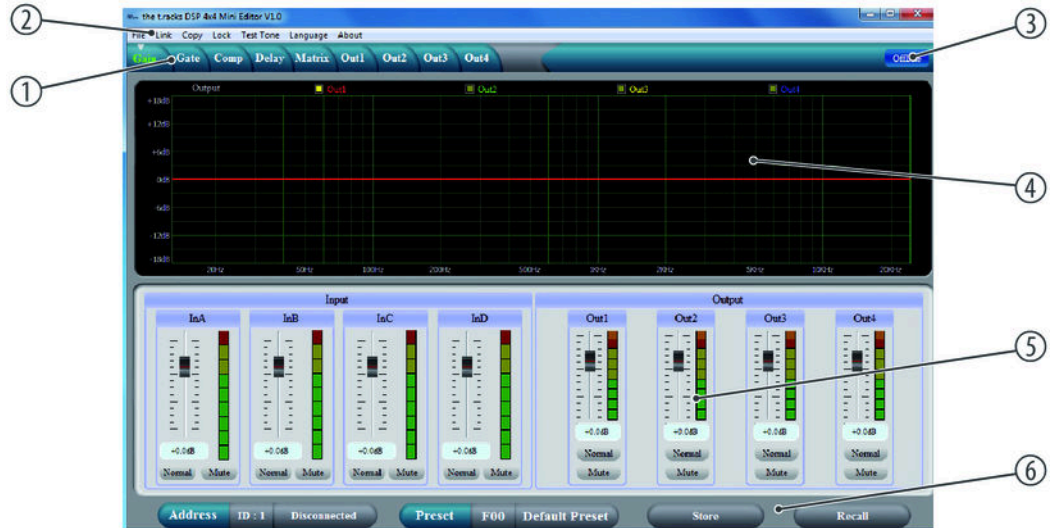 the t.racks DSP 4x4 Mini Editor V1.0
② ③
File Link Copy Lock Test Tone Language About
Gain Gate Comp Delay Matrix Out1 Out2 Out3 Out4 Offline
①
Output Out1 Out2 Out3 Out4
+18dB
+12dB
+6dB
④
0dB
-6dB
-12dB
-18dB
20Hz 50Hz 100Hz 200Hz 500Hz 1KHz 2KHz 5KHz 10KHz 20KHz
Input Output
InA InB InC InD Out1 Out2 Out3 Out4
⑤
+0.0dB +0.0dB +0.0dB +0.0dB +0.0dB +0.0dB +0.0dB +0.0dB
Normal Normal Normal Normal
Normal Mute Normal Mute Normal Mute Normal Mute Mute Mute Mute Mute
⑥
Address ID : 1 Disconnected Preset F00 Default Preset Store Recall